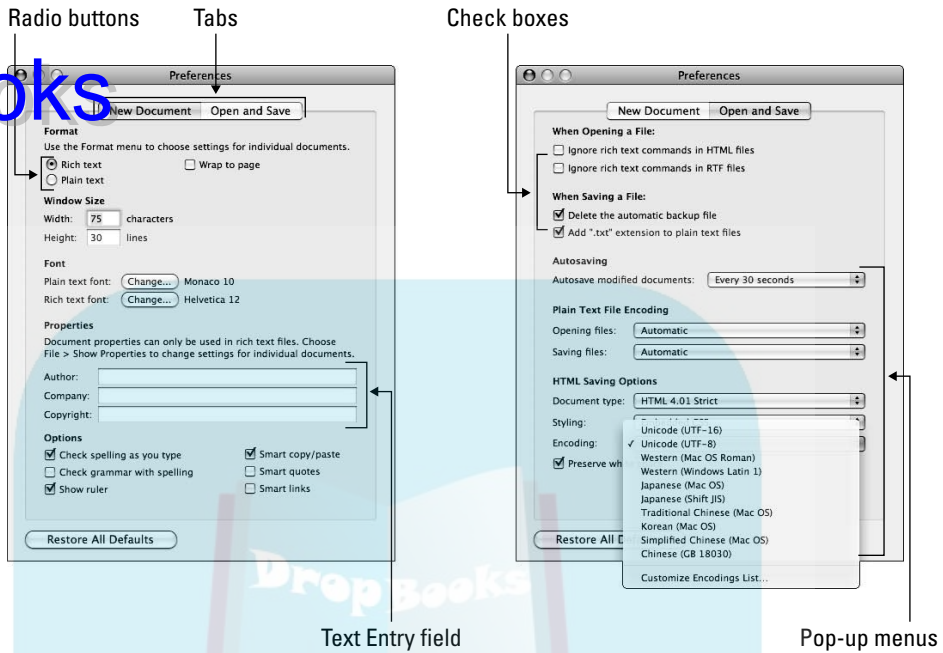 Radio buttons Tabs Check boxes
oks
Preferences
New Document Open and Save
Format
Use the Format menu to choose settings for individual documents.
Rich text Wrap to page
Plain text
Window Size
Width: 75 characters
Height: 30 lines
Font
Plain text font: Change... Monaco 10
Rich text font: Change... Helvetica 12
Properties
Document properties can only be used in rich text files. Choose
File > Show Properties to change settings for individual documents.
Author:
Company:
Copyright:
Options
Check spelling as you type Smart copy/paste
Check grammar with spelling Smart quotes
Show ruler Smart links
Restore All Defaults
Preferences
New Document Open and Save
When Opening a File:
Ignore rich text commands in HTML files
Ignore rich text commands in RTF files
When Saving a File:
Delete the automatic backup file
Add ".txt" extension to plain text files
Autosaving
Autosave modified documents: Every 30 seconds
Plain Text File Encoding
Opening files: Automatic
Saving files: Automatic
HTML Saving Options
Document type: HTML 4.01 Strict
Styling:
Encoding:
Preserve wh
Restore All D
Unicode (UTF-16)
✓ Unicode (UTF-8)
Western (Mac OS Roman)
Western (Windows Latin 1)
Japanese (Mac OS)
Japanese (Shift JIS)
Traditional Chinese (Mac OS)
Korean (Mac OS)
Simplified Chinese (Mac OS)
Chinese (GB 18030)
Customize Encodings List...
DropBooks
Text Entry field Pop-up menus